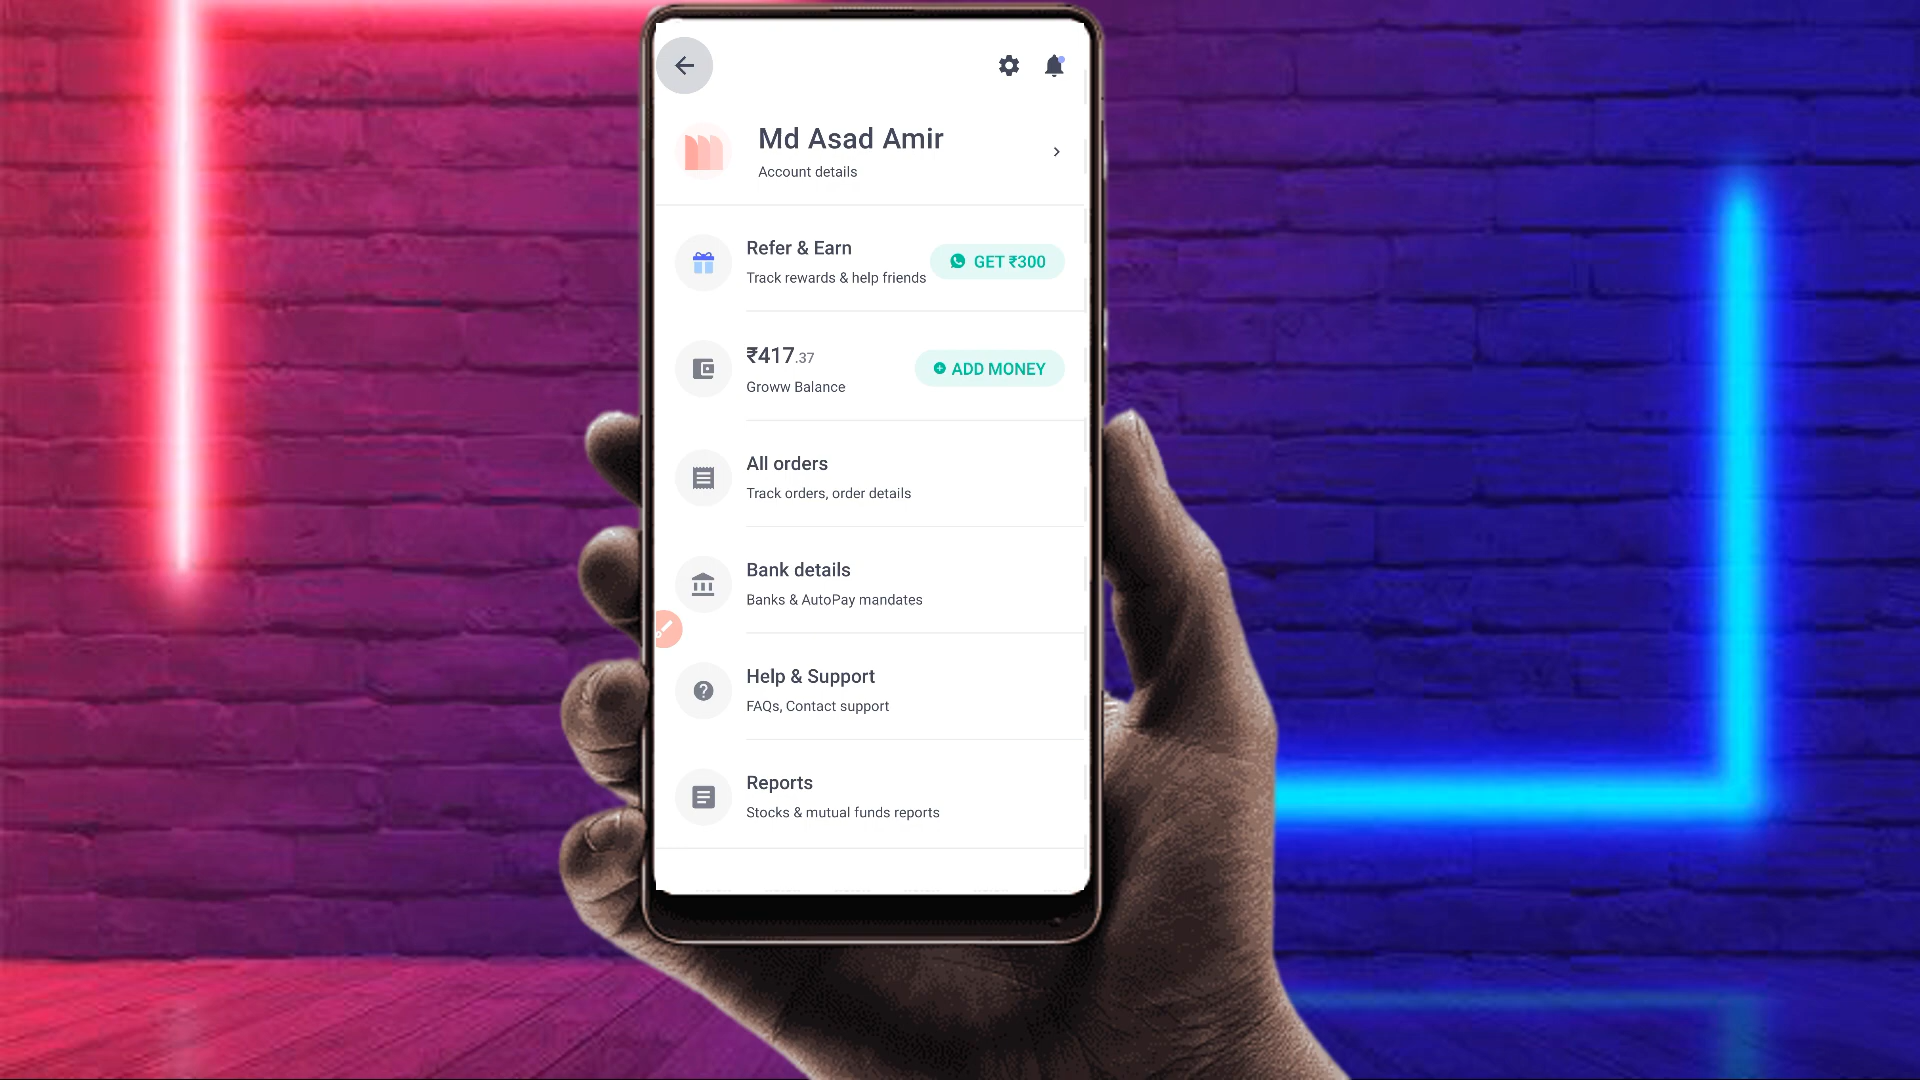 Md Asad Amir
Account details
Refer & Earn
Track rewards & help friends
GET ₹300
₹417.37
Groww Balance
ADD MONEY
All orders
Track orders, order details
Bank details
Banks & AutoPay mandates
Help & Support
FAQs, Contact support
Reports
Stocks & mutual funds reports